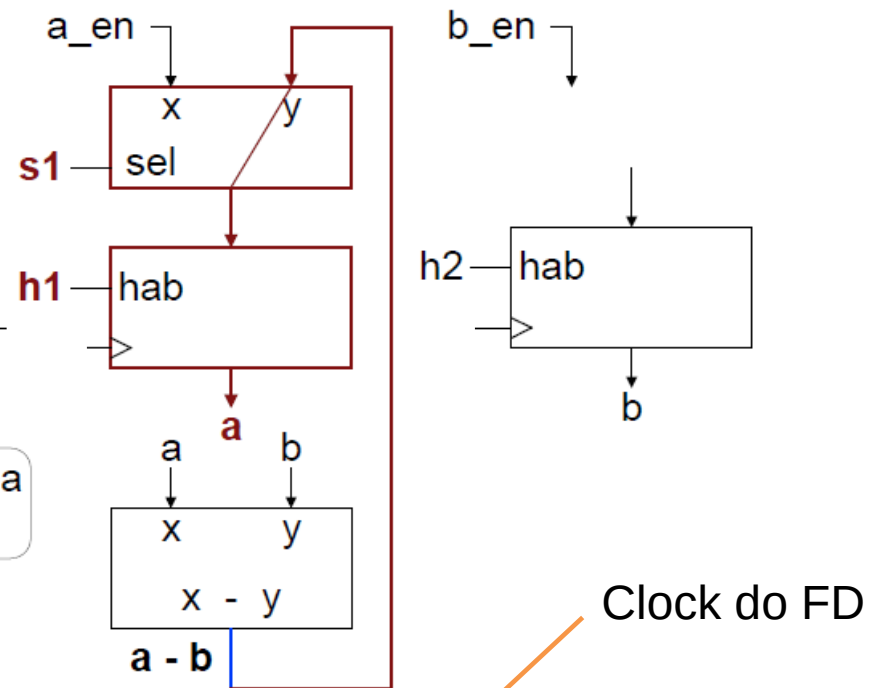 a_en
b_en
x y
s1 sel
h1 hab
h2 hab
a
b
a b
a
x y
x - y
a - b
Clock do FD